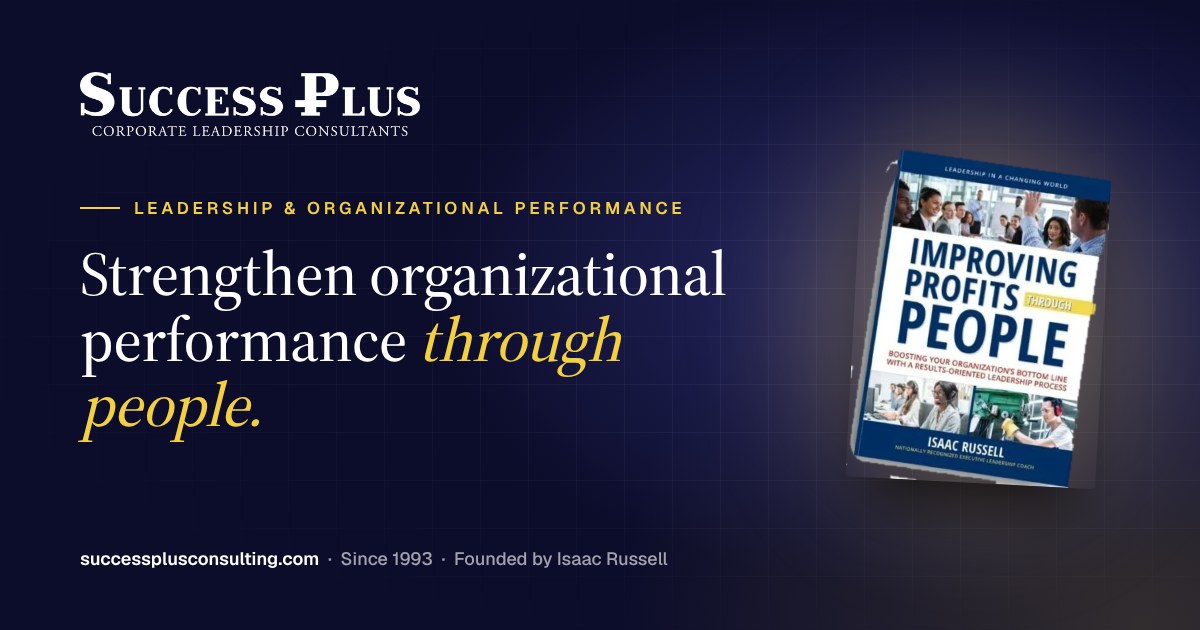 SUCCESS PLUS
CORPORATE LEADERSHIP CONSULTANTS
LEADERSHIP & ORGANIZATIONAL PERFORMANCE
Strengthen organizational
performance through
people.
successplusconsulting.com · Since 1993 · Founded by Isaac Russell
LEADERSHIP IN A CHANGING WORLD
IMPROVING
PROFITS THROUGH
PEOPLE
BOOSTING YOUR ORGANIZATION'S BOTTOM LINE
WITH A RESULTS-ORIENTED LEADERSHIP PROCESS
ISAAC RUSSELL
NATIONALLY RECOGNIZED EXECUTIVE LEADERSHIP COACH